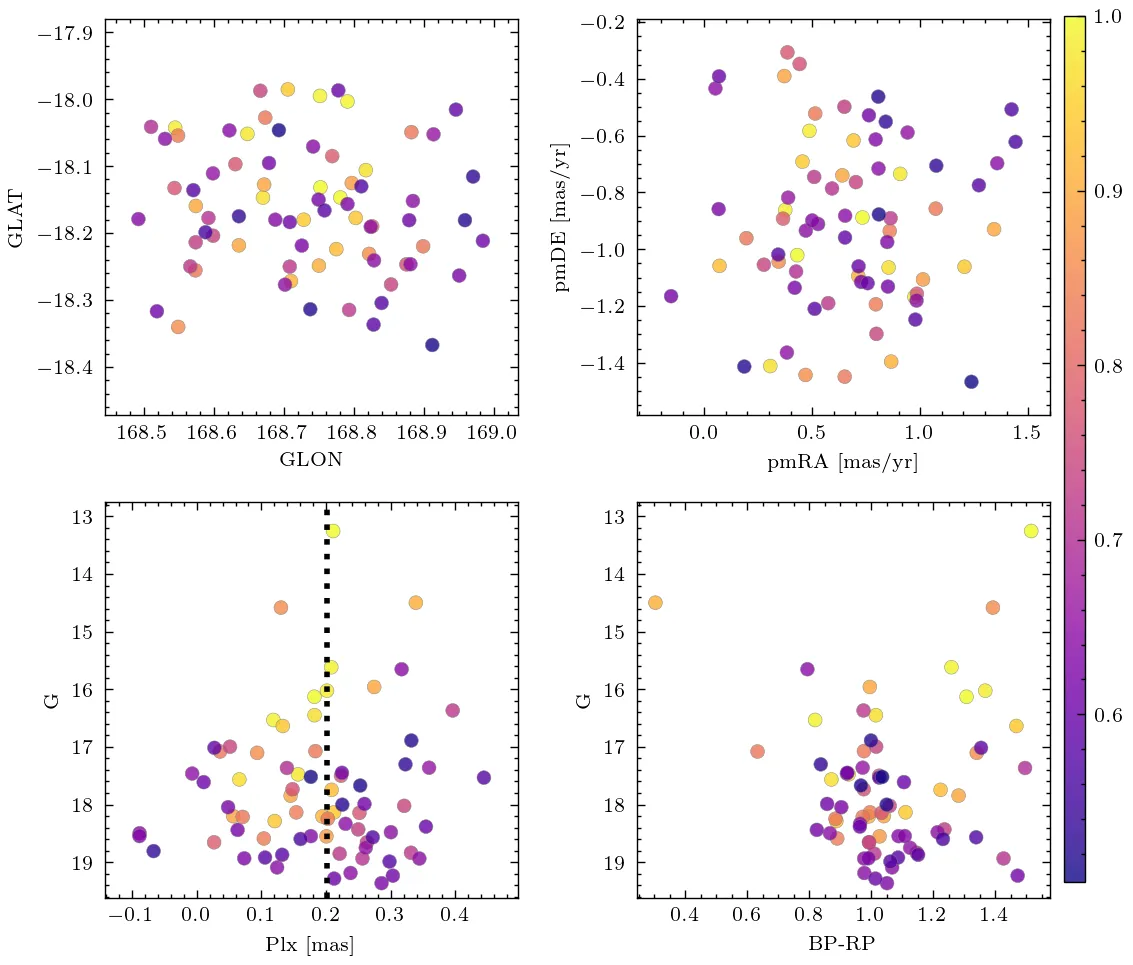 −17.9
−18.0
−18.1
−18.2
−18.3
−18.4
GLAT
168.5 168.6 168.7 168.8 168.9 169.0
GLON
−0.2
−0.4
−0.6
−0.8
−1.0
−1.2
−1.4
pmDE [mas/yr]
0.0 0.5 1.0 1.5
pmRA [mas/yr]
1.0
0.9
0.8
0.7
0.6
13
14
15
16
17
18
19
G
−0.1 0.0 0.1 0.2 0.3 0.4
Plx [mas]
13
14
15
16
17
18
19
G
0.4 0.6 0.8 1.0 1.2 1.4
BP-RP